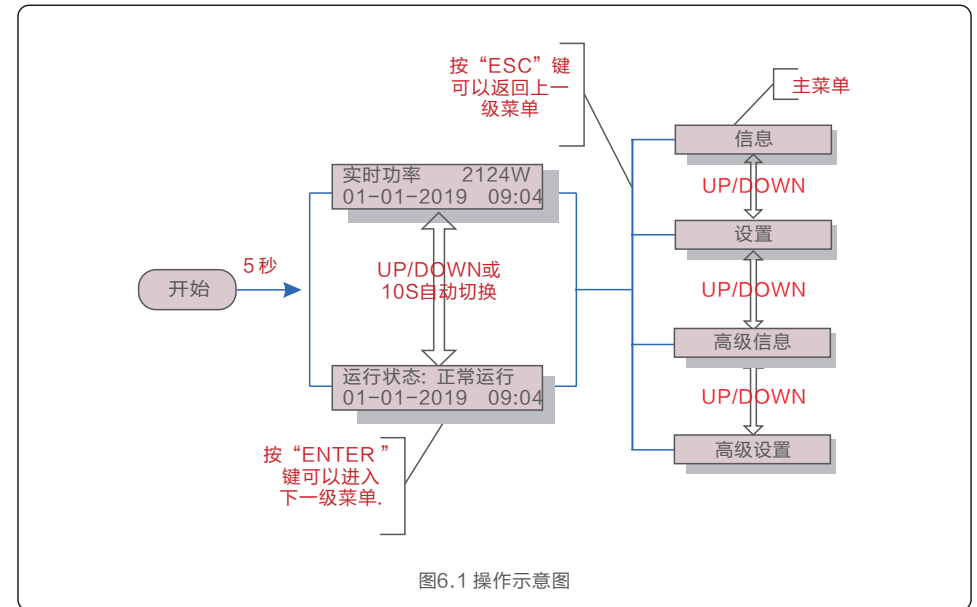 按“ESC”键
可以返回上一
级菜单
主菜单
信息
UP/DOWN
设置
UP/DOWN
高级信息
UP/DOWN
高级设置
实时功率 2124W
01-01-2019 09:04
UP/DOWN或
10S自动切换
5秒
开始
运行状态: 正常运行
01-01-2019 09:04
按“ENTER ”
键可以进入
下一级菜单.
图6.1 操作示意图